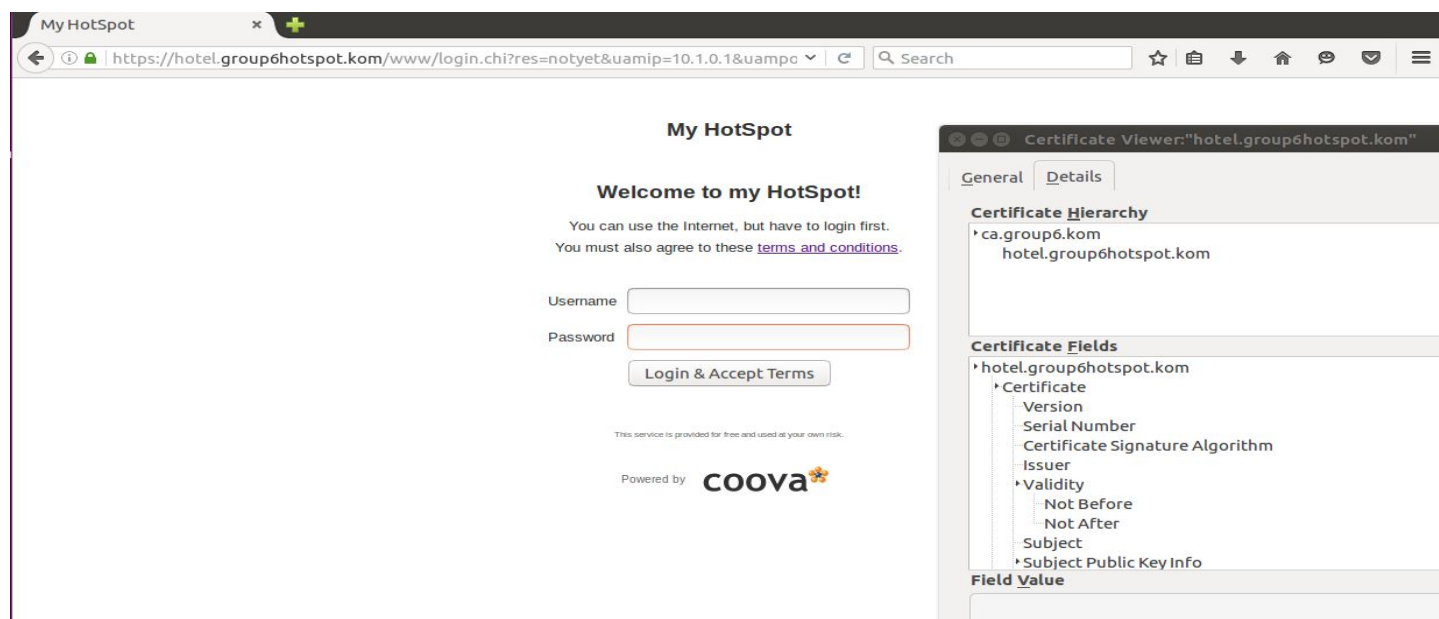 My HotSpot
https://hotel.group6hotspot.kom/www/login.chi?res=notyet&uamip=10.1.0.1&uampo
Search
My HotSpot
Welcome to my HotSpot!
You can use the Internet, but have to login first.
You must also agree to these terms and conditions.
Username
Password
Login & Accept Terms
This service is provided for free and used at your own risk.
Powered by coova
Certificate Viewer:"hotel.group6hotspot.kom"
General Details
Certificate Hierarchy
ca.group6.kom
hotel.group6hotspot.kom
Certificate Fields
hotel.group6hotspot.kom
Certificate
Version
Serial Number
Certificate Signature Algorithm
Issuer
Validity
Not Before
Not After
Subject
Subject Public Key Info
Field Value